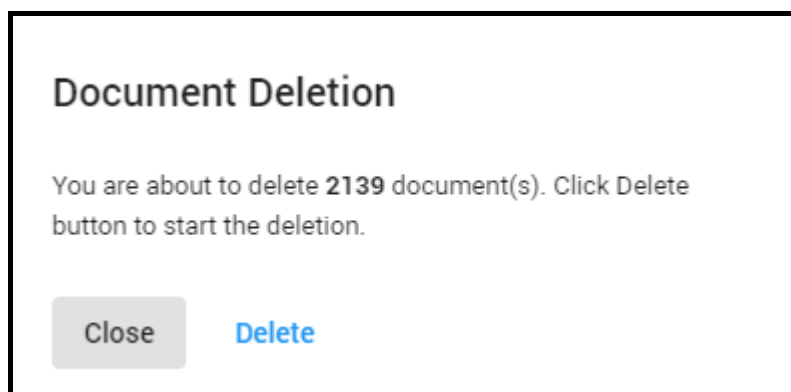 Document Deletion
You are about to delete 2139 document(s). Click Delete
button to start the deletion.
Close
Delete